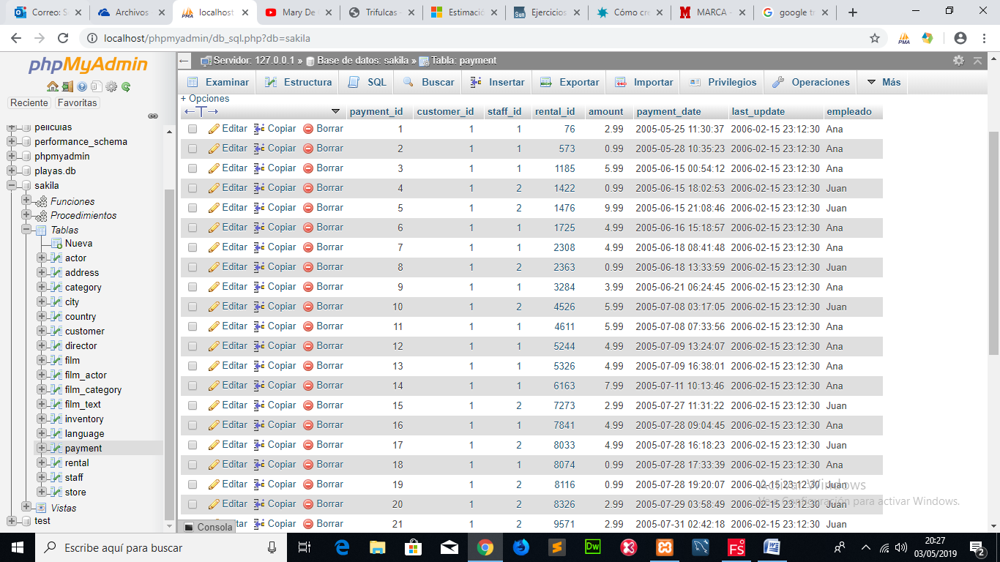 Correo: S
Archivos
localhost
Mary De
Trifulcas -
Estimació
Ejercicios
Cómo cre
MARCA -
google tr
localhost/phpmyadmin/db_sql.php?db=sakila
PMA
phpMyAdmin
Reciente Favoritas
peliculas
performance_schema
phpmyadmin
playas.db
sakila
Funciones
Procedimientos
Tablas
Nueva
actor
address
category
city
country
customer
director
film
film_actor
film_category
film_text
inventory
language
payment
rental
staff
store
Vistas
test
Servidor: 127.0.0.1 » Base de datos: sakila » Tabla: payment
Examinar Estructura SQL Buscar Insertar Exportar Importar Privilegios Operaciones Más
+ Opciones
←T→ payment_id customer_id staff_id rental_id amount payment_date last_update empleado
Editar Copiar Borrar 1 1 1 76 2.99 2005-05-25 11:30:37 2006-02-15 23:12:30 Ana
Editar Copiar Borrar 2 1 1 573 0.99 2005-05-28 10:35:23 2006-02-15 23:12:30 Ana
Editar Copiar Borrar 3 1 1 1185 5.99 2005-06-15 00:54:12 2006-02-15 23:12:30 Ana
Editar Copiar Borrar 4 1 2 1422 0.99 2005-06-15 18:02:53 2006-02-15 23:12:30 Juan
Editar Copiar Borrar 5 1 2 1476 9.99 2005-06-15 21:08:46 2006-02-15 23:12:30 Juan
Editar Copiar Borrar 6 1 1 1725 4.99 2005-06-16 15:18:57 2006-02-15 23:12:30 Ana
Editar Copiar Borrar 7 1 1 2308 4.99 2005-06-18 08:41:48 2006-02-15 23:12:30 Ana
Editar Copiar Borrar 8 1 2 2363 0.99 2005-06-18 13:33:59 2006-02-15 23:12:30 Juan
Editar Copiar Borrar 9 1 1 3284 3.99 2005-06-21 06:24:45 2006-02-15 23:12:30 Ana
Editar Copiar Borrar 10 1 2 4526 5.99 2005-07-08 03:17:05 2006-02-15 23:12:30 Juan
Editar Copiar Borrar 11 1 1 4611 5.99 2005-07-08 07:33:56 2006-02-15 23:12:30 Ana
Editar Copiar Borrar 12 1 1 5244 4.99 2005-07-09 13:24:07 2006-02-15 23:12:30 Ana
Editar Copiar Borrar 13 1 1 5326 4.99 2005-07-09 16:38:01 2006-02-15 23:12:30 Ana
Editar Copiar Borrar 14 1 1 6163 7.99 2005-07-11 10:13:46 2006-02-15 23:12:30 Ana
Editar Copiar Borrar 15 1 2 7273 2.99 2005-07-27 11:31:22 2006-02-15 23:12:30 Juan
Editar Copiar Borrar 16 1 1 7841 4.99 2005-07-28 09:04:45 2006-02-15 23:12:30 Ana
Editar Copiar Borrar 17 1 2 8033 4.99 2005-07-28 16:18:23 2006-02-15 23:12:30 Juan
Editar Copiar Borrar 18 1 1 8074 0.99 2005-07-28 17:33:39 2006-02-15 23:12:30 Ana
Editar Copiar Borrar 19 1 2 8116 0.99 2005-07-28 19:20:07 2006-02-15 23:12:30 Juan
Editar Copiar Borrar 20 1 2 8326 2.99 2005-07-29 03:58:49 2006-02-15 23:12:30 Juan
tar Copiar Borrar 21 1 2 9571 2.99 2005-07-31 02:42:18 2006-02-15 23:12:30 Juan
Activar Windows
Ve a Configuración para activar Windows.
Consola
Escribe aquí para buscar
Dw
FS
20:27
03/05/2019
2